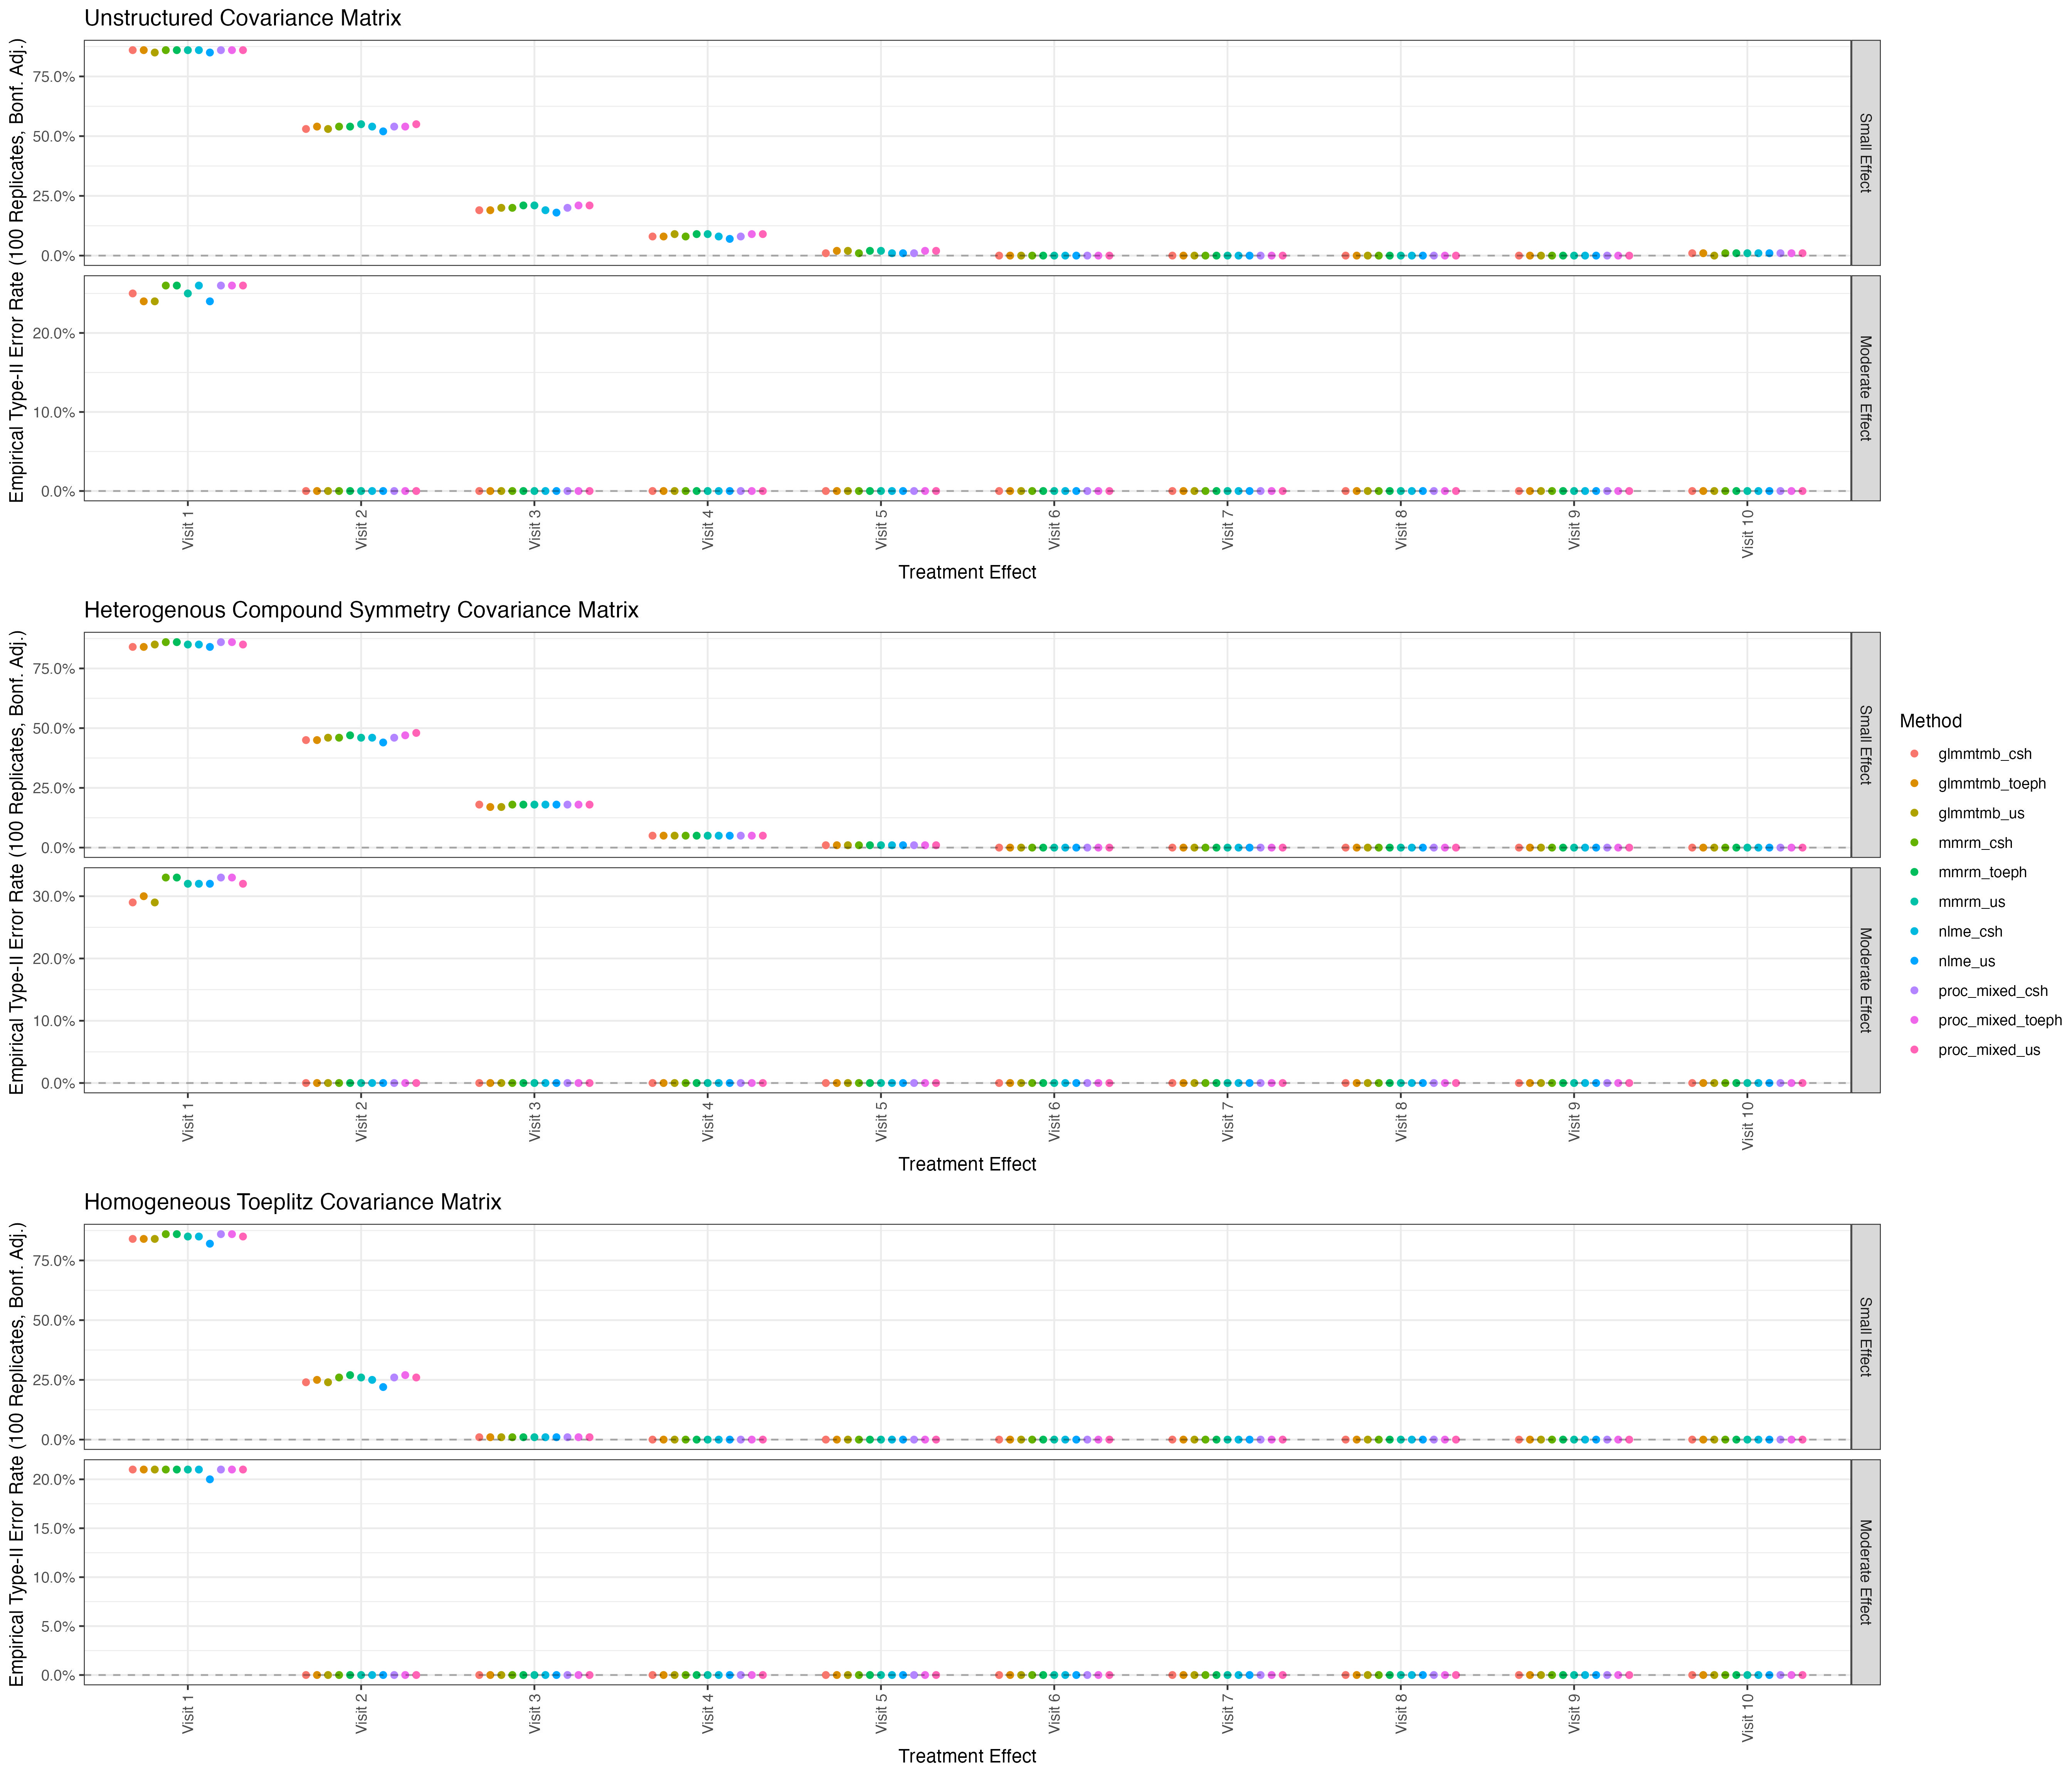 Unstructured Covariance Matrix
Empirical Type-II Error Rate (100 Replicates, Bonf. Adj.)
75.0%
50.0%
25.0%
0.0%
Small Effect
20.0%
10.0%
0.0%
Moderate Effect
Visit 1
Visit 2
Visit 3
Visit 4
Visit 5
Visit 6
Visit 7
Visit 8
Visit 9
Visit 10
Treatment Effect
Heterogenous Compound Symmetry Covariance Matrix
Empirical Type-II Error Rate (100 Replicates, Bonf. Adj.)
75.0%
50.0%
25.0%
0.0%
Small Effect
30.0%
20.0%
10.0%
0.0%
Moderate Effect
Visit 1
Visit 2
Visit 3
Visit 4
Visit 5
Visit 6
Visit 7
Visit 8
Visit 9
Visit 10
Treatment Effect
Homogeneous Toeplitz Covariance Matrix
Empirical Type-II Error Rate (100 Replicates, Bonf. Adj.)
75.0%
50.0%
25.0%
0.0%
Small Effect
20.0%
15.0%
10.0%
5.0%
0.0%
Moderate Effect
Visit 1
Visit 2
Visit 3
Visit 4
Visit 5
Visit 6
Visit 7
Visit 8
Visit 9
Visit 10
Treatment Effect
Method
glmmtmb_csh
glmmtmb_toeph
glmmtmb_us
mmrm_csh
mmrm_toeph
mmrm_us
nlme_csh
nlme_us
proc_mixed_csh
proc_mixed_toeph
proc_mixed_us